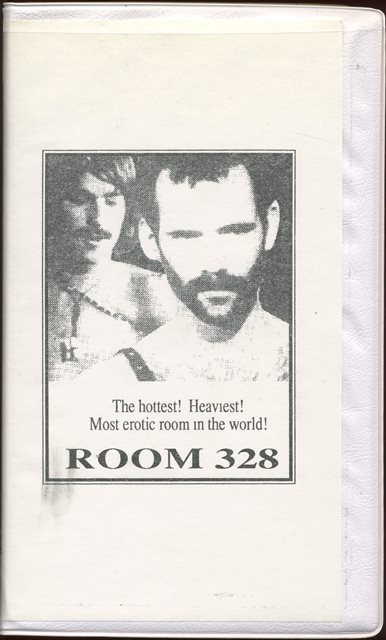 The hottest! Heaviest!
Most erotic room in the world!
ROOM 328